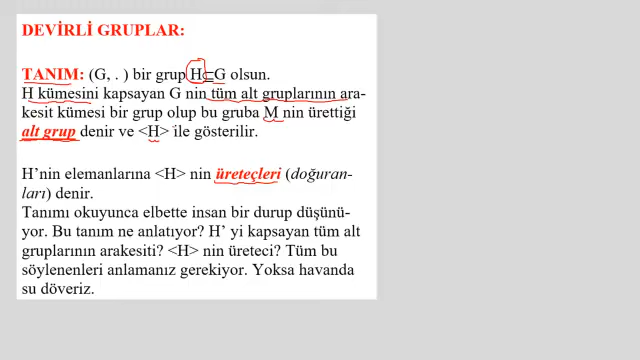 DEVİRLİ GRUPLAR:
TANIM: (G, . ) bir grup H⊆G olsun.
H kümesini kapsayan G nin tüm alt gruplarının ara-
kesit kümesi bir grup olup bu gruba M nin ürettiği
alt grup denir ve <H> ile gösterilir.
H'nin elemanlarına <H> nin üreteçleri (doğuran-
ları) denir.
Tanımı okuyunca elbette insan bir durup düşünü-
yor. Bu tanım ne anlatıyor? H' yi kapsayan tüm alt
gruplarının arakesiti? <H> nin üreteci? Tüm bu
söylenenleri anlamanız gerekiyor. Yoksa havanda
su döveriz.